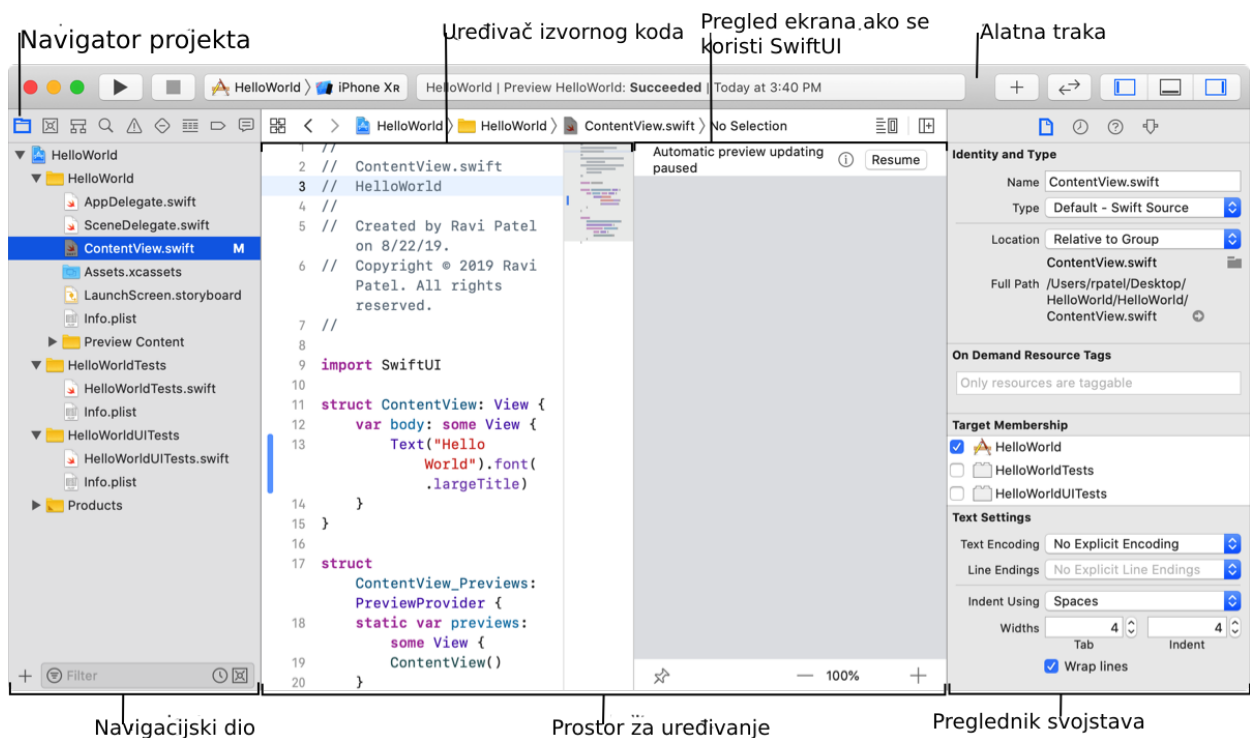 Navigator projekta
Uređivač izvornog koda
Pregled ekrana ako se
koristi SwiftUI
Alatna traka
HelloWorld
iPhone XR
HelloWorld | Preview HelloWorld: Succeeded | Today at 3:40 PM
HelloWorld
HelloWorld
ContentView.swift
No Selection
HelloWorld
HelloWorld
AppDelegate.swift
SceneDelegate.swift
ContentView.swift M
Assets.xcassets
LaunchScreen.storyboard
Info.plist
Preview Content
HelloWorldTests
HelloWorldTests.swift
Info.plist
HelloWorldUITests
HelloWorldUITests.swift
Info.plist
Products
Filter
1 //
2 // ContentView.swift
3 // HelloWorld
4 //
5 // Created by Ravi Patel
on 8/22/19.
6 // Copyright © 2019 Ravi
Patel. All rights
reserved.
7 //
8
9 import SwiftUI
10
11 struct ContentView: View {
12 var body: some View {
13 Text("Hello
World").font(
.largeTitle)
14 }
15 }
16
17 struct
ContentView_Previews:
PreviewProvider {
18 static var previews:
some View {
19 ContentView()
20 }
Automatic preview updating
paused
Resume
100%
Identity and Type
Name ContentView.swift
Type Default - Swift Source
Location Relative to Group
ContentView.swift
Full Path /Users/rpatel/Desktop/
HelloWorld/HelloWorld/
ContentView.swift
On Demand Resource Tags
Only resources are taggable
Target Membership
HelloWorld
HelloWorldTests
HelloWorldUITests
Text Settings
Text Encoding No Explicit Encoding
Line Endings No Explicit Line Endings
Indent Using Spaces
Widths 4 4
Tab Indent
Wrap lines
Navigacijski dio
Prostor za uređivanje
Preglednik svojstava